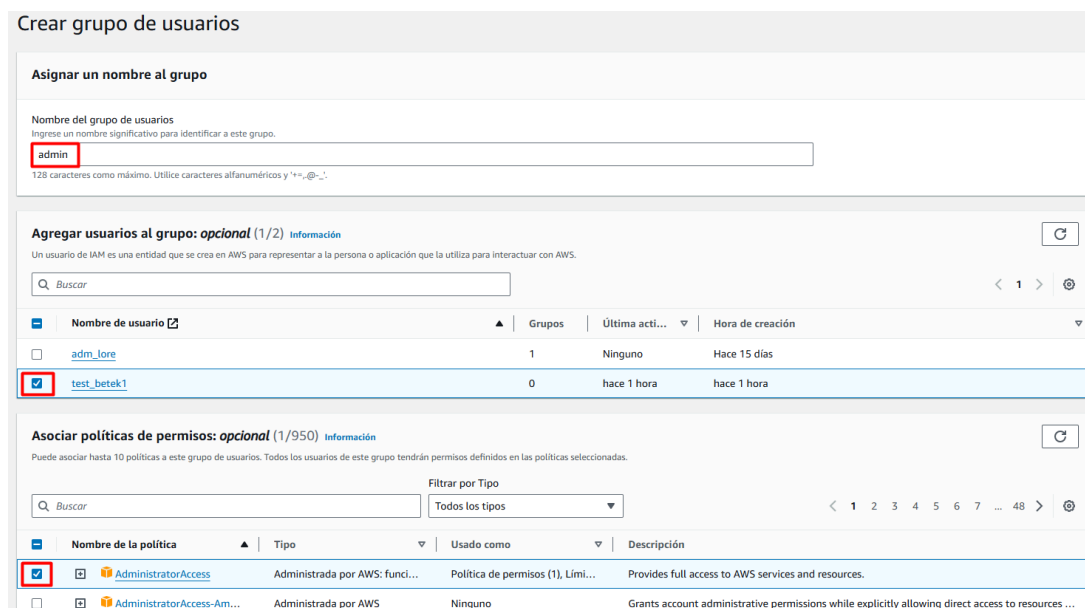 Crear grupo de usuarios
Asignar un nombre al grupo
Nombre del grupo de usuarios
Ingrese un nombre significativo para identificar a este grupo.
admin
128 caracteres como máximo. Utilice caracteres alfanuméricos y '+=,.@-_'.
Agregar usuarios al grupo: opcional (1/2) Información
Un usuario de IAM es una entidad que se crea en AWS para representar a la persona o aplicación que la utiliza para interactuar con AWS.
Buscar
1
Nombre de usuario Grupos Última acti... Hora de creación
adm_lore 1 Ninguno Hace 15 días
test_betek1 0 hace 1 hora hace 1 hora
Asociar políticas de permisos: opcional (1/950) Información
Puede asociar hasta 10 políticas a este grupo de usuarios. Todos los usuarios de este grupo tendrán permisos definidos en las políticas seleccionadas.
Filtrar por Tipo
Buscar Todos los tipos 1 2 3 4 5 6 7 ... 48
Nombre de la política Tipo Usado como Descripción
AdministratorAccess Administrada por AWS: funci... Política de permisos (1), Lími... Provides full access to AWS services and resources.
AdministratorAccess-Am... Administrada por AWS Ninguno Grants account administrative permissions while explicitly allowing direct access to resources ...